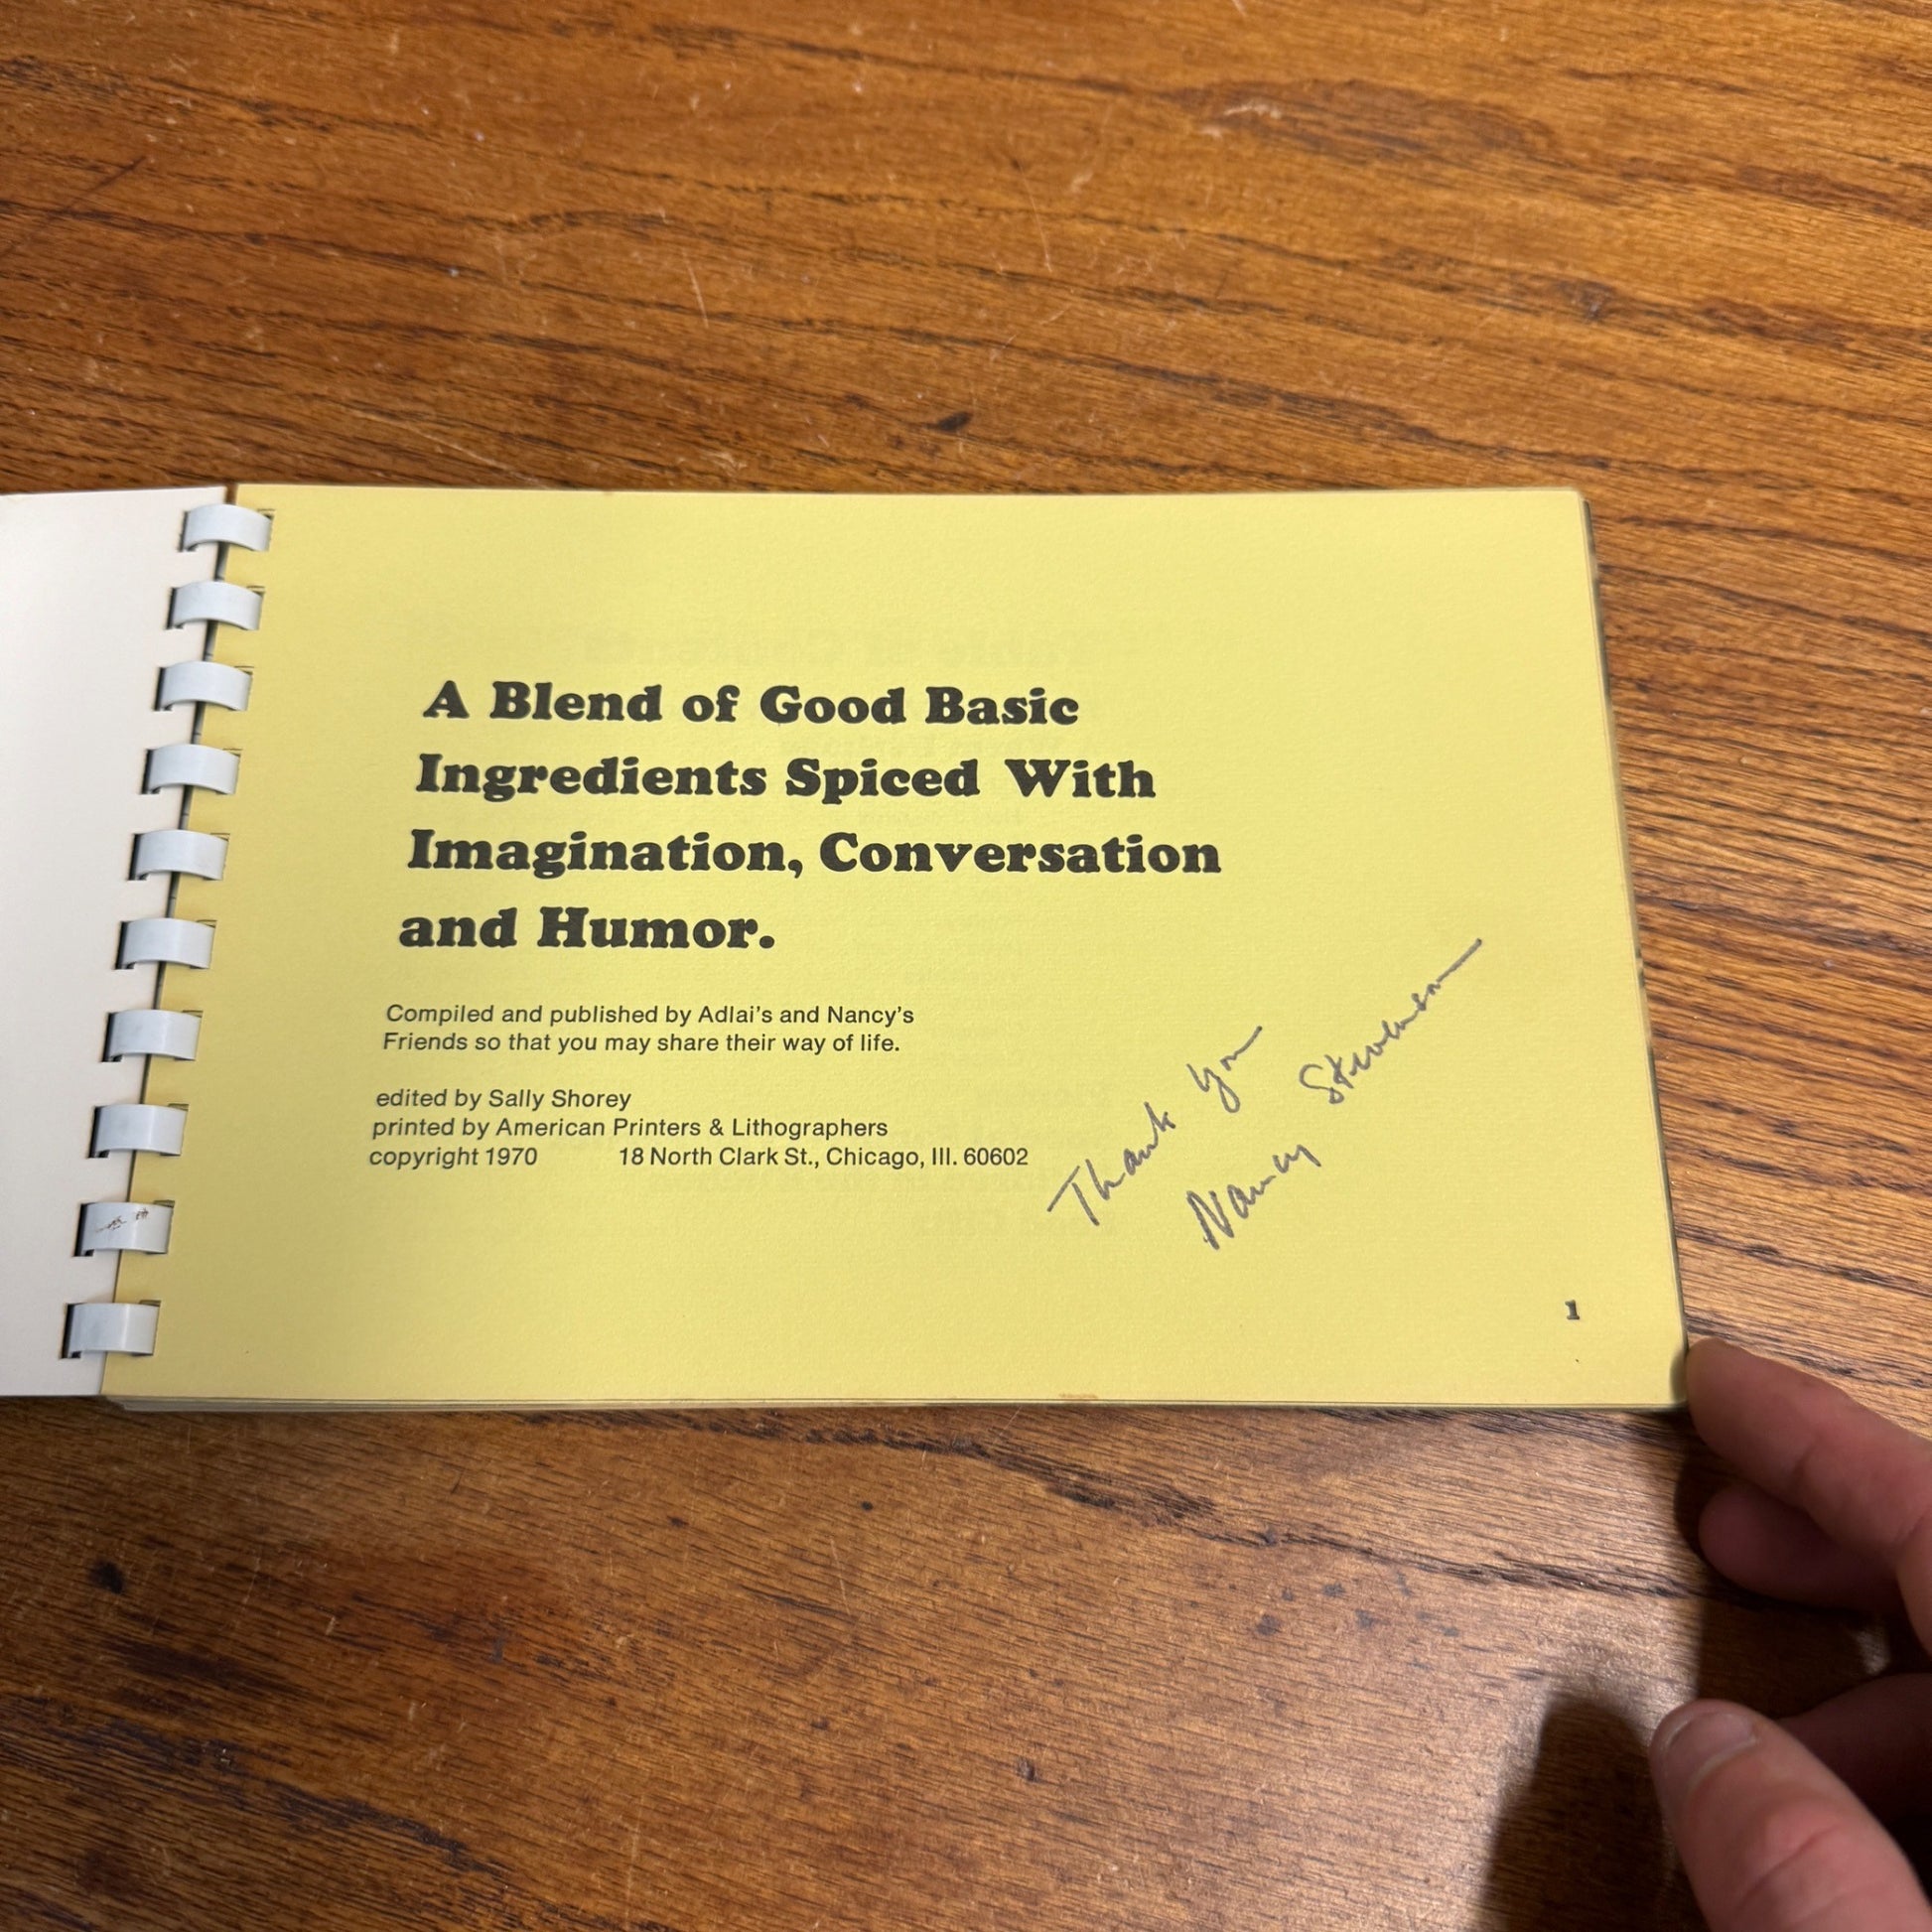 A Blend of Good Basic
Ingredients Spiced With
Imagination, Conversation
and Humor.
Compiled and published by Adlai's and Nancy's
Friends so that you may share their way of life.
edited by Sally Shorey
printed by American Printers & Lithographers
copyright 1970 18 North Clark St., Chicago, Ill. 60602
Thank you
Nancy Stevenson
1